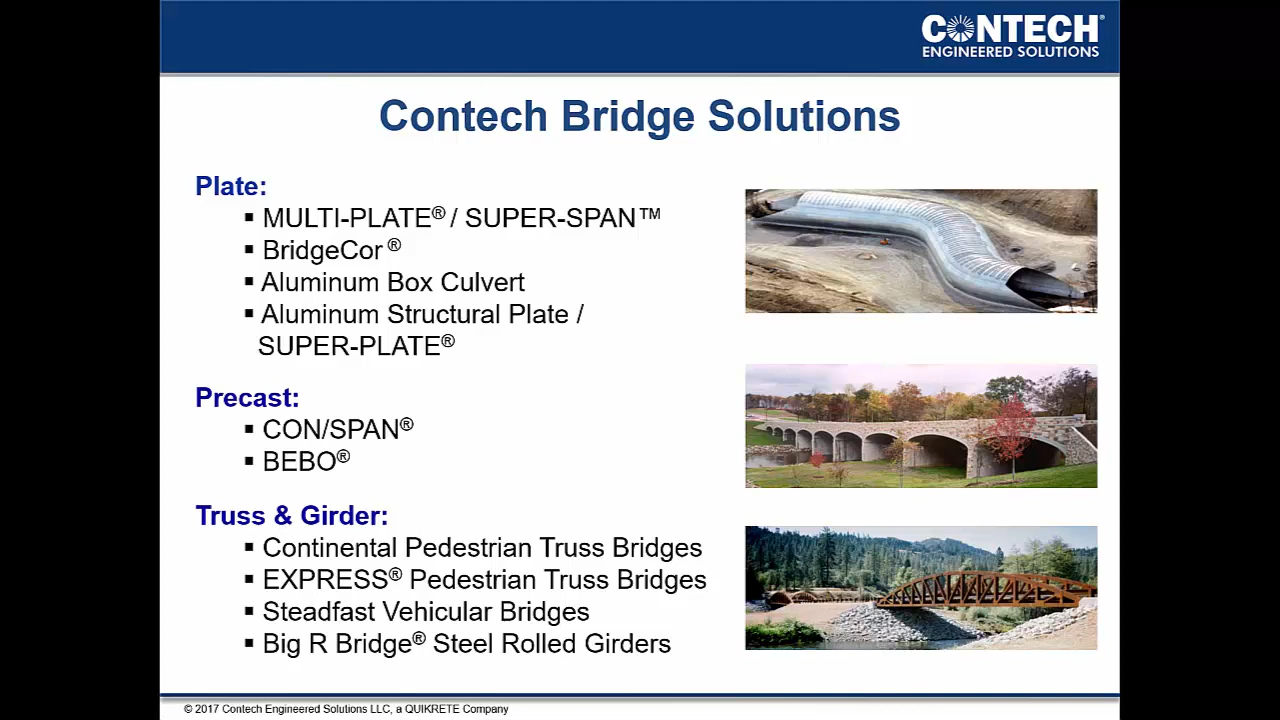 CONTECH®
ENGINEERED SOLUTIONS
Contech Bridge Solutions
Plate:
▪ MULTI-PLATE® / SUPER-SPAN™
▪ BridgeCor ®
▪ Aluminum Box Culvert
▪ Aluminum Structural Plate /
SUPER-PLATE®
Precast:
▪ CON/SPAN®
▪ BEBO®
Truss & Girder:
▪ Continental Pedestrian Truss Bridges
▪ EXPRESS® Pedestrian Truss Bridges
▪ Steadfast Vehicular Bridges
▪ Big R Bridge® Steel Rolled Girders
© 2017 Contech Engineered Solutions LLC, a QUIKRETE Company